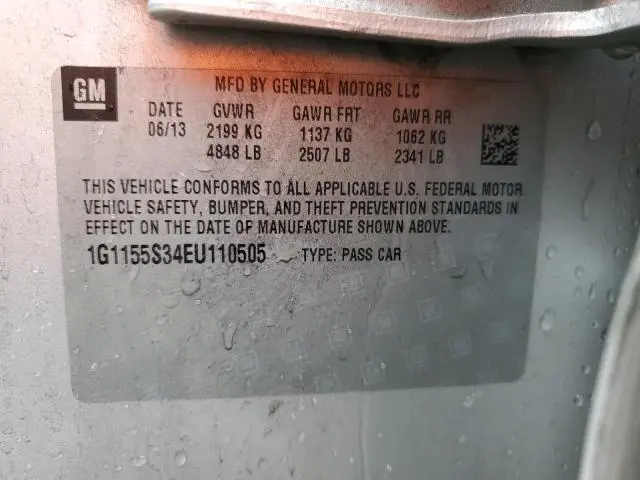 GM
MFD BY GENERAL MOTORS LLC
DATE GVWR GAWR FRT GAWR RR
06/13 2199 KG 1137 KG 1062 KG
4848 LB 2507 LB 2341 LB
THIS VEHICLE CONFORMS TO ALL APPLICABLE U.S. FEDERAL MOTOR
VEHICLE SAFETY, BUMPER, AND THEFT PREVENTION STANDARDS IN
EFFECT ON THE DATE OF MANUFACTURE SHOWN ABOVE.
1G1155S34EU110505 TYPE: PASS CAR